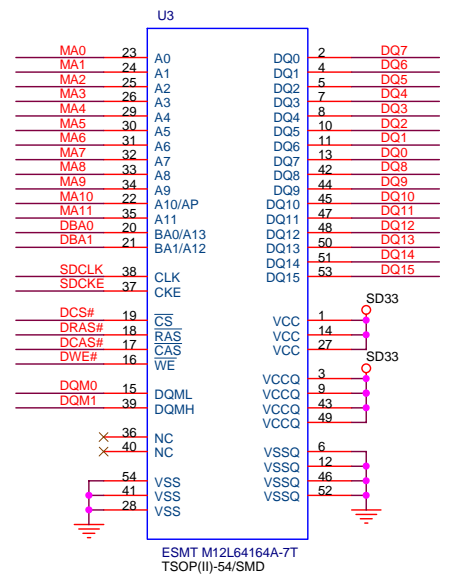 U3
MA0 23 A0 DQ0 2 DQ7
MA1 24 A1 DQ1 4 DQ6
MA2 25 A2 DQ2 5 DQ5
MA3 26 A3 DQ3 7 DQ4
MA4 29 A4 DQ4 8 DQ3
MA5 30 A5 DQ5 10 DQ2
MA6 31 A6 DQ6 11 DQ1
MA7 32 A7 DQ7 13 DQ0
MA8 33 A8 DQ8 42 DQ8
MA9 34 A9 DQ9 44 DQ9
MA10 22 A10/AP DQ10 45 DQ10
MA11 35 A11 DQ11 47 DQ11
DBA0 20 BA0/A13 DQ12 48 DQ12
DBA1 21 BA1/A12 DQ13 50 DQ13
DQ14 51 DQ14
SDCLK 38 CLK DQ15 53 DQ15
SDCKE 37 CKE
SD33
DCS# 19 CS VCC 1
DRAS# 18 RAS VCC 14
DCAS# 17 CAS VCC 27
DWE# 16 WE
SD33
VCCQ 3
DQM0 15 DQML VCCQ 9
DQM1 39 DQMH VCCQ 43
VCCQ 49
36 NC
40 NC VSSQ 6
VSSQ 12
54 VSS VSSQ 46
41 VSS VSSQ 52
28 VSS
ESMT M12L64164A-7T
TSOP(II)-54/SMD